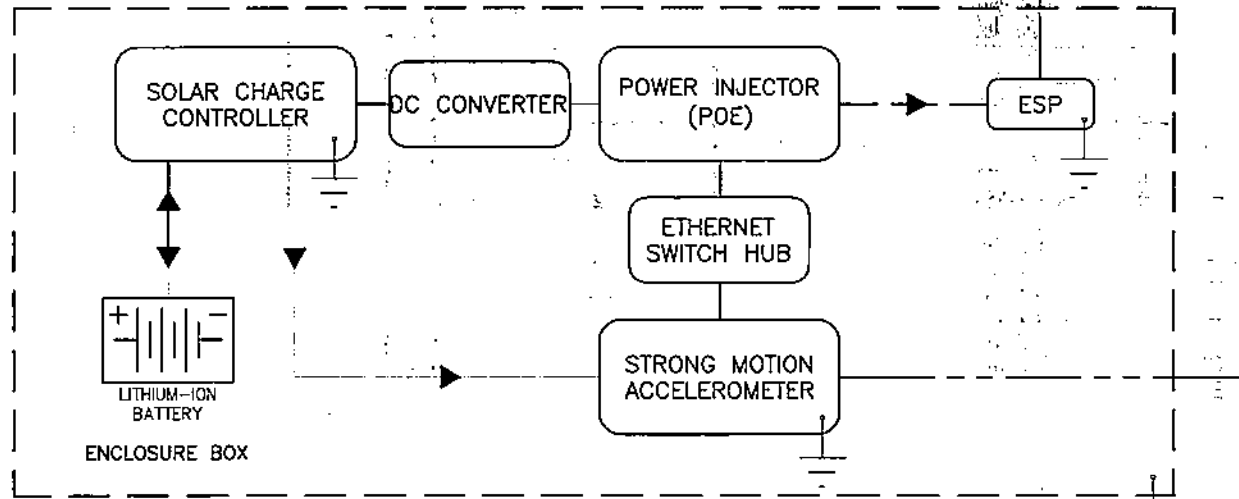 SOLAR CHARGE
CONTROLLER
DC CONVERTER
POWER INJECTOR
(POE)
ESP
ETHERNET
SWITCH HUB
+ −
LITHIUM-ION
BATTERY
STRONG MOTION
ACCELEROMETER
ENCLOSURE BOX